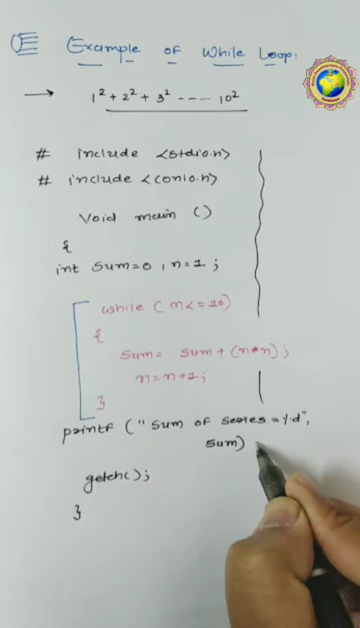 Example of While Loop.
→ 1² + 2² + 3² ---- 10²
# include <stdio.h>
# include <conio.h>
Void main ()
{
int Sum=0, n=1;
while (n<=10)
{
Sum= Sum+(n*n);
n=n+1;
}
printf ("Sum of Series =%d",
Sum)
getch();
}